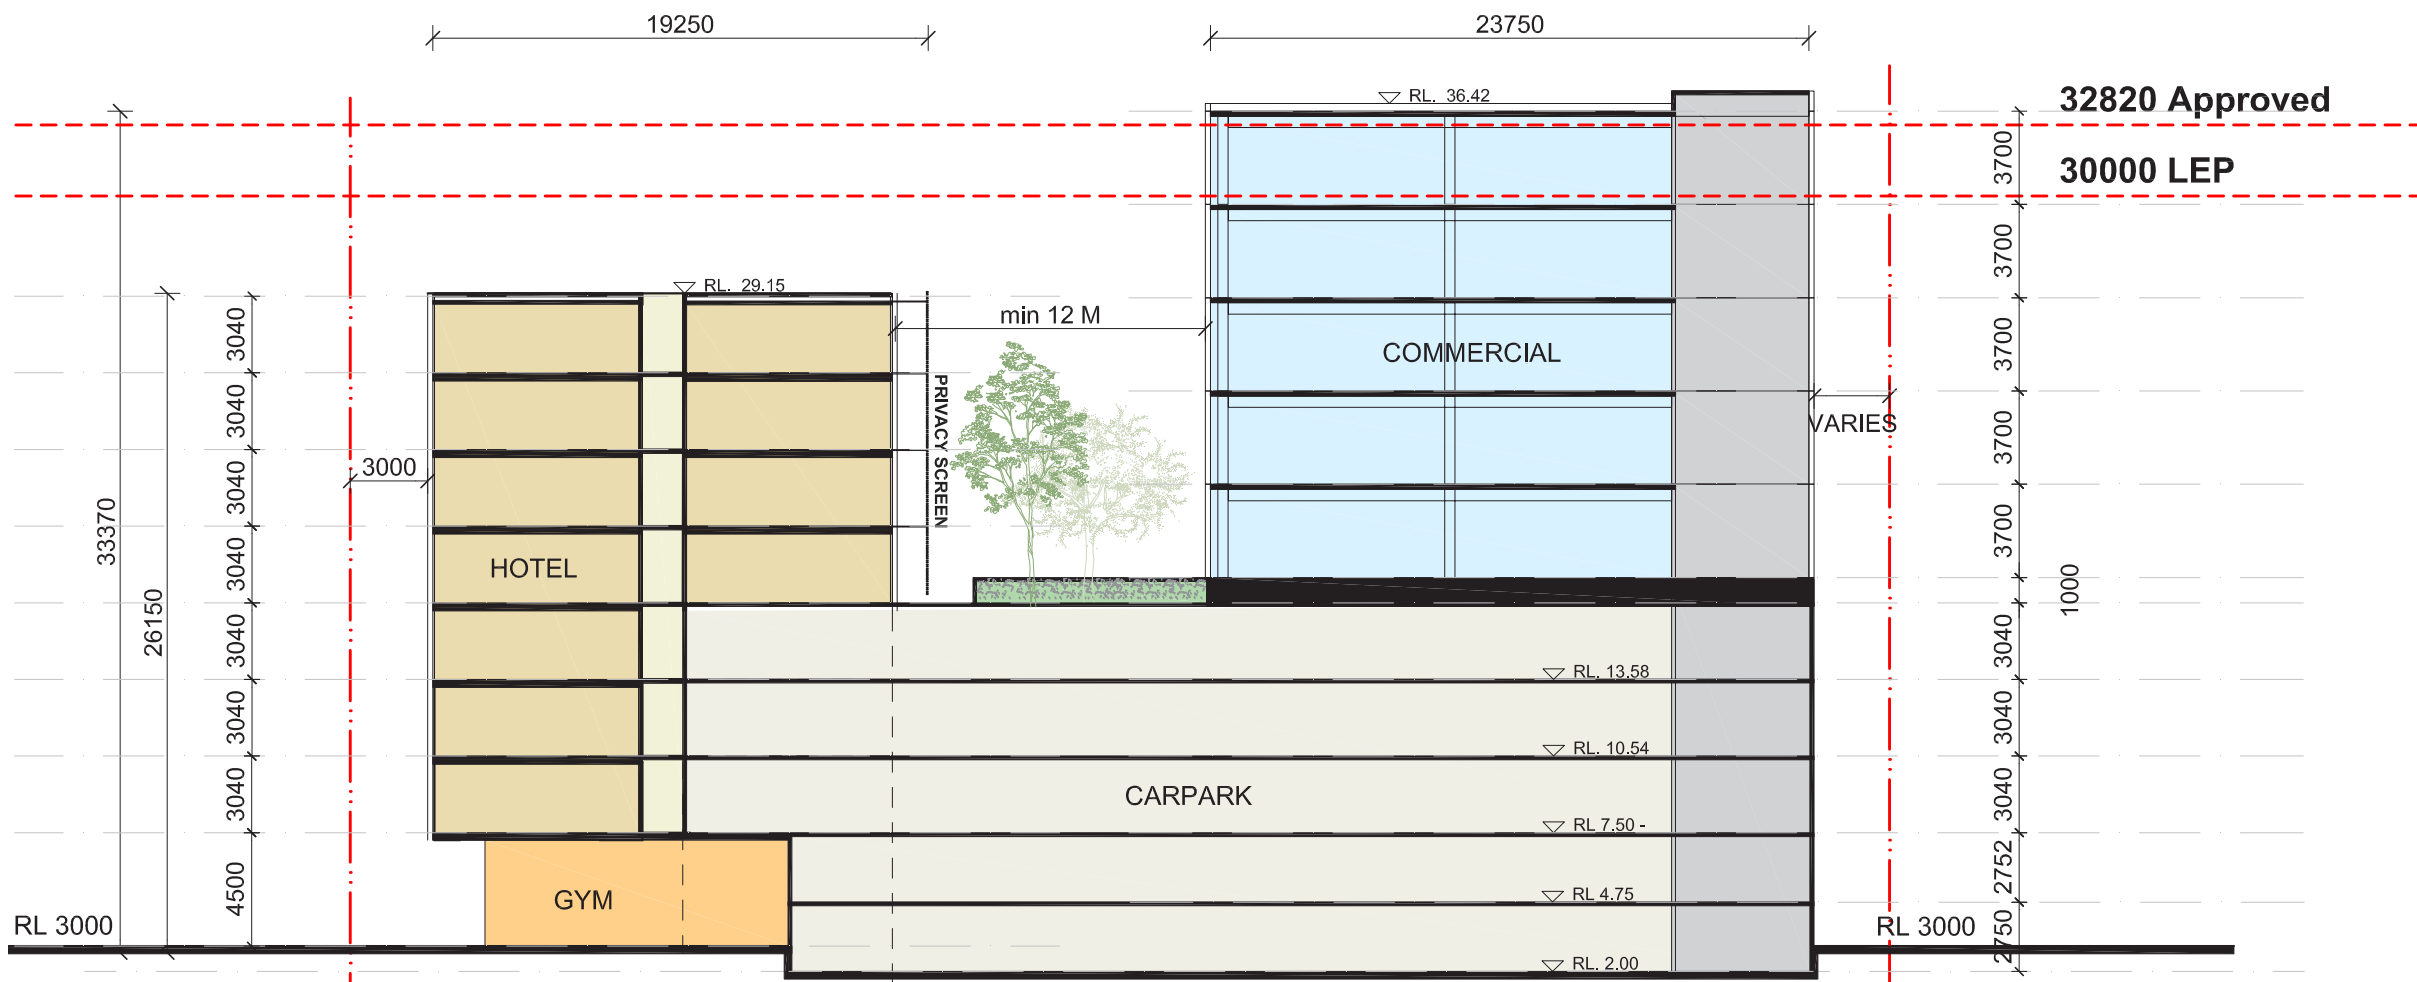 19250
23750
32820 Approved
RL. 36.42
3700
30000 LEP
3700
RL. 29.15
min 12 M
3040
3700
COMMERCIAL
PRIVACY SCREEN
3040
VARIES
3700
3000
3040
33370
3700
HOTEL
3040
1000
26150
3040
3040
RL. 13.58
3040
3040
RL. 10.54
3040
CARPARK
3040
RL 7.50 -
2752
GYM
4500
RL 4.75
RL 3000
RL 3000
2750
RL. 2.00